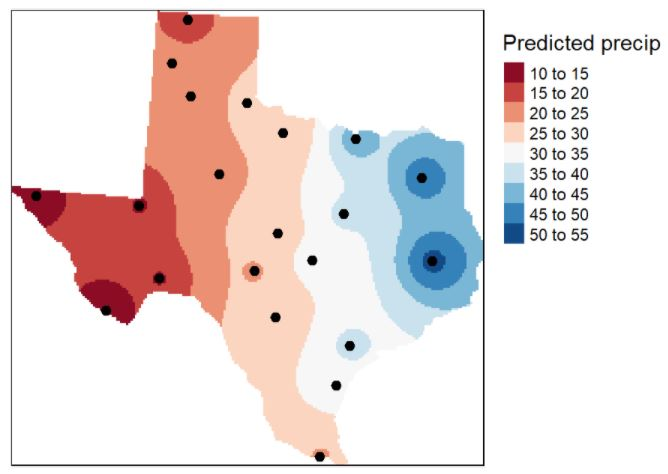 Predicted precip
10 to 15
15 to 20
20 to 25
25 to 30
30 to 35
35 to 40
40 to 45
45 to 50
50 to 55